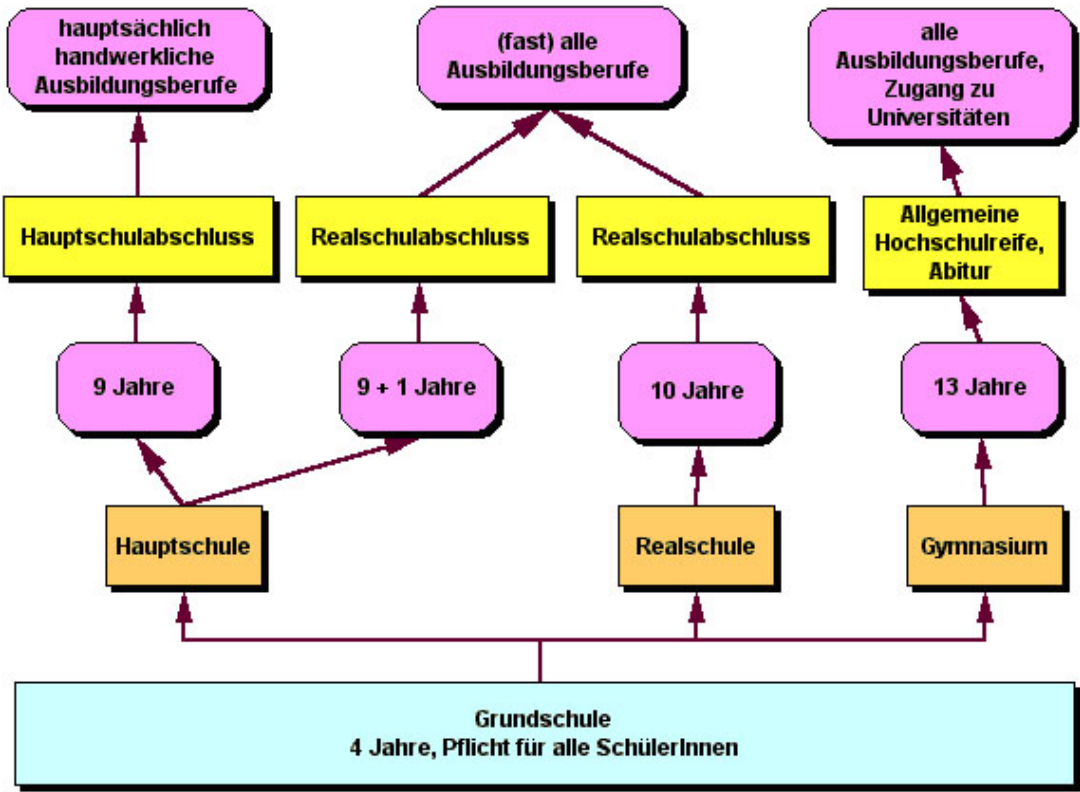 hauptsächlich
handwerkliche
Ausbildungsberufe
(fast) alle
Ausbildungsberufe
alle
Ausbildungsberufe,
Zugang zu
Universitäten
Hauptschulabschluss
Realschulabschluss
Realschulabschluss
Allgemeine
Hochschulreife,
Abitur
9 Jahre
9 + 1 Jahre
10 Jahre
13 Jahre
Hauptschule
Realschule
Gymnasium
Grundschule
4 Jahre, Pflicht für alle SchülerInnen